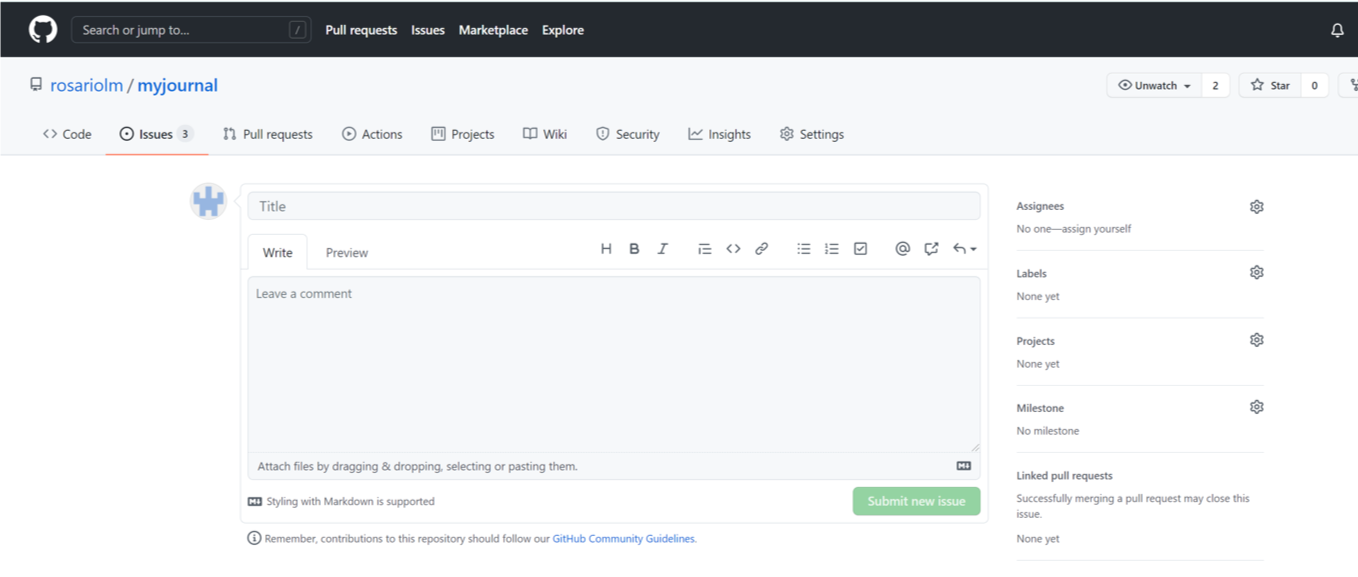 Search or jump to... /
Pull requests Issues Marketplace Explore
rosariolm / myjournal
Unwatch 2 Star 0
Code Issues 3 Pull requests Actions Projects Wiki Security Insights Settings
Title
Write Preview H B I @
Leave a comment
Attach files by dragging & dropping, selecting or pasting them.
Styling with Markdown is supported
Submit new issue
Remember, contributions to this repository should follow our GitHub Community Guidelines.
Assignees
No one—assign yourself
Labels
None yet
Projects
None yet
Milestone
No milestone
Linked pull requests
Successfully merging a pull request may close this
issue.
None yet